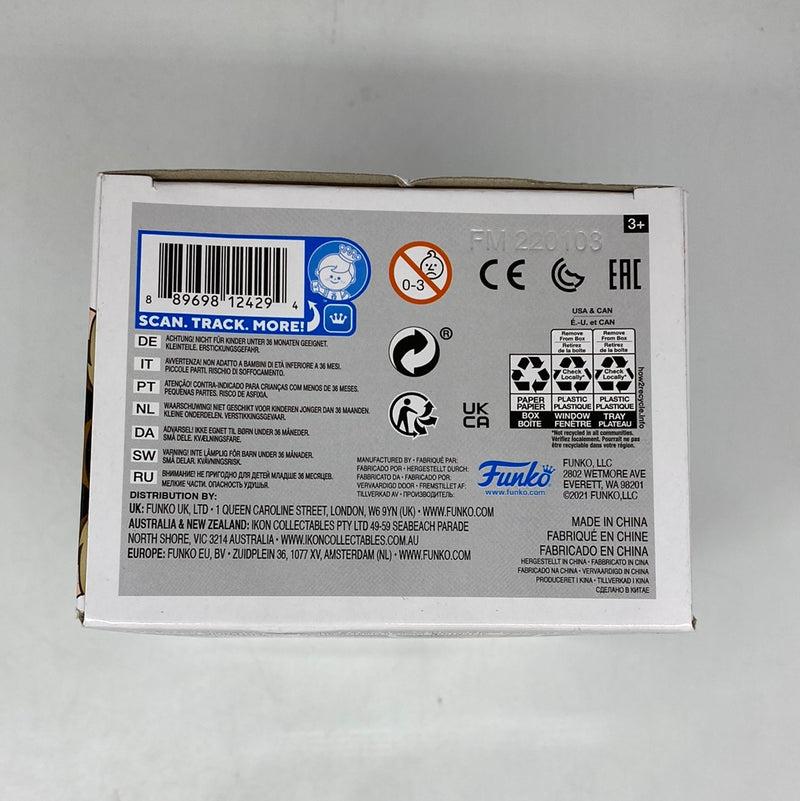 3+
FM 220103
8 89698 12429 4
SCAN. TRACK. MORE!
0-3
CE
EAC
®
UK
CA
USA & CAN
É.-U. et CAN
Remove
From Box
Retirez
de la boîte
Remove
From Box
Retirez
de la boîte
Check
Locally*
Check
Locally*
PAPER
PAPIER
PLASTIC
PLASTIQUE
PLASTIC
PLASTIQUE
BOX
BOÎTE
WINDOW
FENÊTRE
TRAY
PLATEAU
*Not recycled in all communities.
Vérifiez localement. Pourrait ne pas
être recyclable dans votre région.
how2recycle.info
DE ACHTUNG! NICHT FÜR KINDER UNTER 36 MONATEN GEEIGNET.
KLEINTEILE. ERSTICKUNGSGEFAHR.
IT AVVERTENZA! NON ADATTO A BAMBINI DI ETÀ INFERIORE A 36 MESI.
PICCOLE PARTI. RISCHIO DI SOFFOCAMENTO.
PT ATENÇÃO! CONTRA-INDICADO PARA CRIANÇAS COM MENOS DE 36 MESES.
PEQUENAS PARTES. RISCO DE ASFIXIA.
NL WAARSCHUWING! NIET GESCHIKT VOOR KINDEREN JONGER DAN 36 MAANDEN.
KLEINE ONDERDELEN. VERSTIKKINGSGEVAAR.
DA ADVARSEL! IKKE EGNET TIL BØRN UNDER 36 MÅNEDER.
SMÅ DELE. KVÆLNINGSFARE.
SW VARNING! INTE LÄMPLIG FÖR BARN UNDER 36 MÅNADER.
SMÅ DELAR. KVÄVNINGSRISK.
RU ВНИМАНИЕ! НЕ ПРИГОДНО ДЛЯ ДЕТЕЙ МЛАДШЕ 36 МЕСЯЦЕВ.
МЕЛКИЕ ЧАСТИ. ОПАСНОСТЬ УДУШЬЯ.
MANUFACTURED BY • FABRIQUÉ PAR:
FABRICADO POR • HERGESTELLT DURCH:
FABRICADO DA • FABRICADO POR:
VERVAARDIGD DOOR • FREMSTILLET AF:
TILLVERKAD AV • ПРОИЗВОДИТЕЛЬ:
Funko
www.funko.com
FUNKO, LLC
2802 WETMORE AVE
EVERETT, WA 98201
©2021 FUNKO,LLC
DISTRIBUTION BY:
UK: FUNKO UK, LTD • 1 QUEEN CAROLINE STREET, LONDON, W6 9YN (UK) • WWW.FUNKO.COM
AUSTRALIA & NEW ZEALAND: IKON COLLECTABLES PTY LTD 49-59 SEABEACH PARADE
NORTH SHORE, VIC 3214 AUSTRALIA • WWW.IKONCOLLECTABLES.COM.AU
EUROPE: FUNKO EU, BV • ZUIDPLEIN 36, 1077 XV, AMSTERDAM (NL) • WWW.FUNKO.COM
MADE IN CHINA
FABRIQUÉ EN CHINE
FABRICADO EN CHINA
HERGESTELLT IN CHINA • FABBRICATO IN CINA
FABRICADO NA CHINA • VERVAARDIGD IN CHINA
PRODUCERET I KINA • TILLVERKAD I KINA
СДЕЛАНО В КИТАЕ